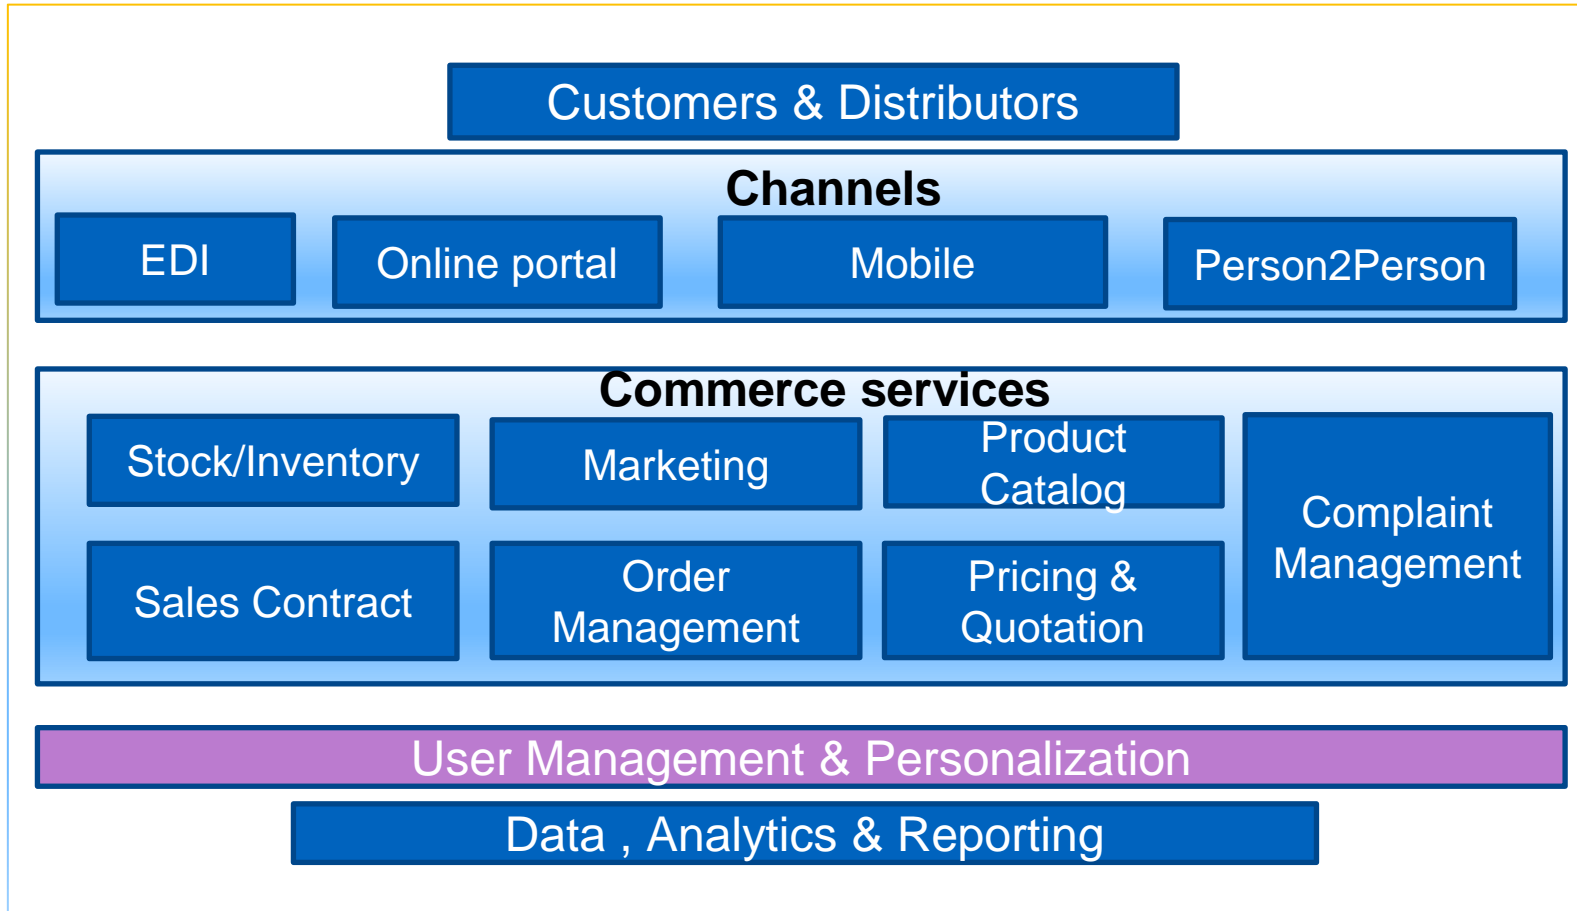 Customers & Distributors
Channels
EDI
Online portal
Mobile
Person2Person
Commerce services
Stock/Inventory
Marketing
Product
Catalog
Complaint
Management
Sales Contract
Order
Management
Pricing &
Quotation
User Management & Personalization
Data , Analytics & Reporting